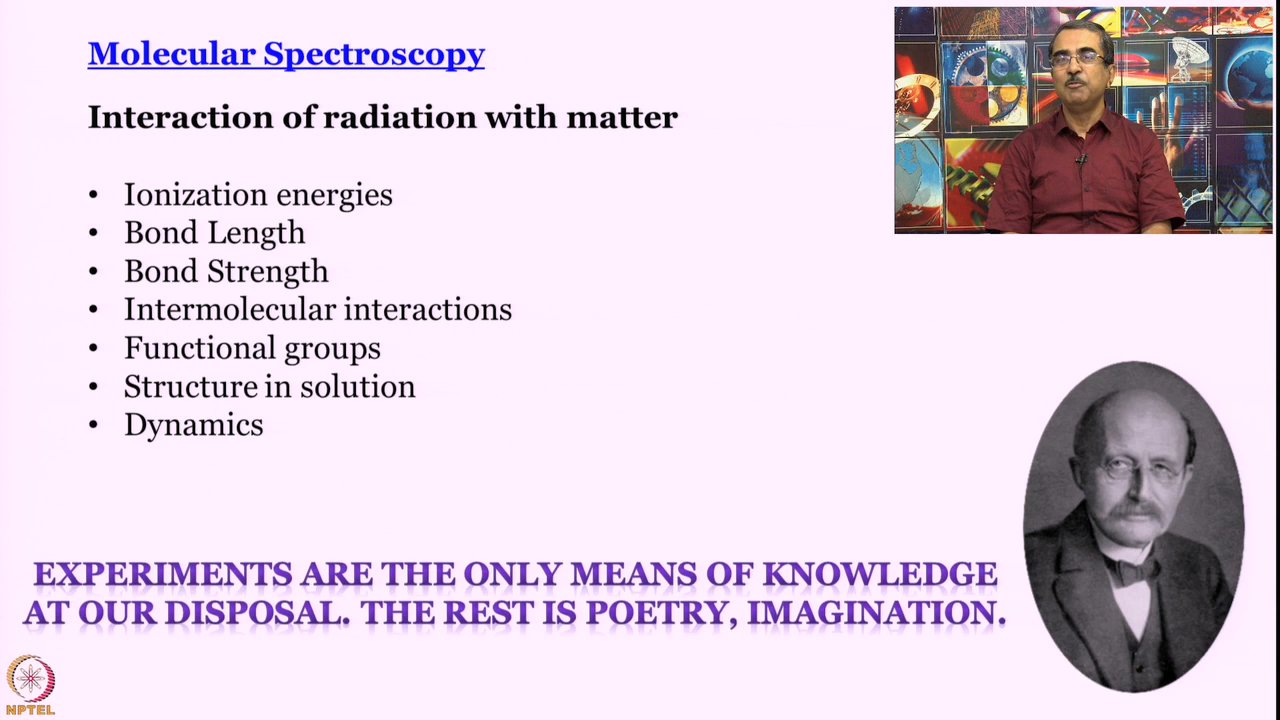 Molecular Spectroscopy
Interaction of radiation with matter
• Ionization energies
• Bond Length
• Bond Strength
• Intermolecular interactions
• Functional groups
• Structure in solution
• Dynamics
EXPERIMENTS ARE THE ONLY MEANS OF KNOWLEDGE
AT OUR DISPOSAL. THE REST IS POETRY, IMAGINATION.
NPTEL